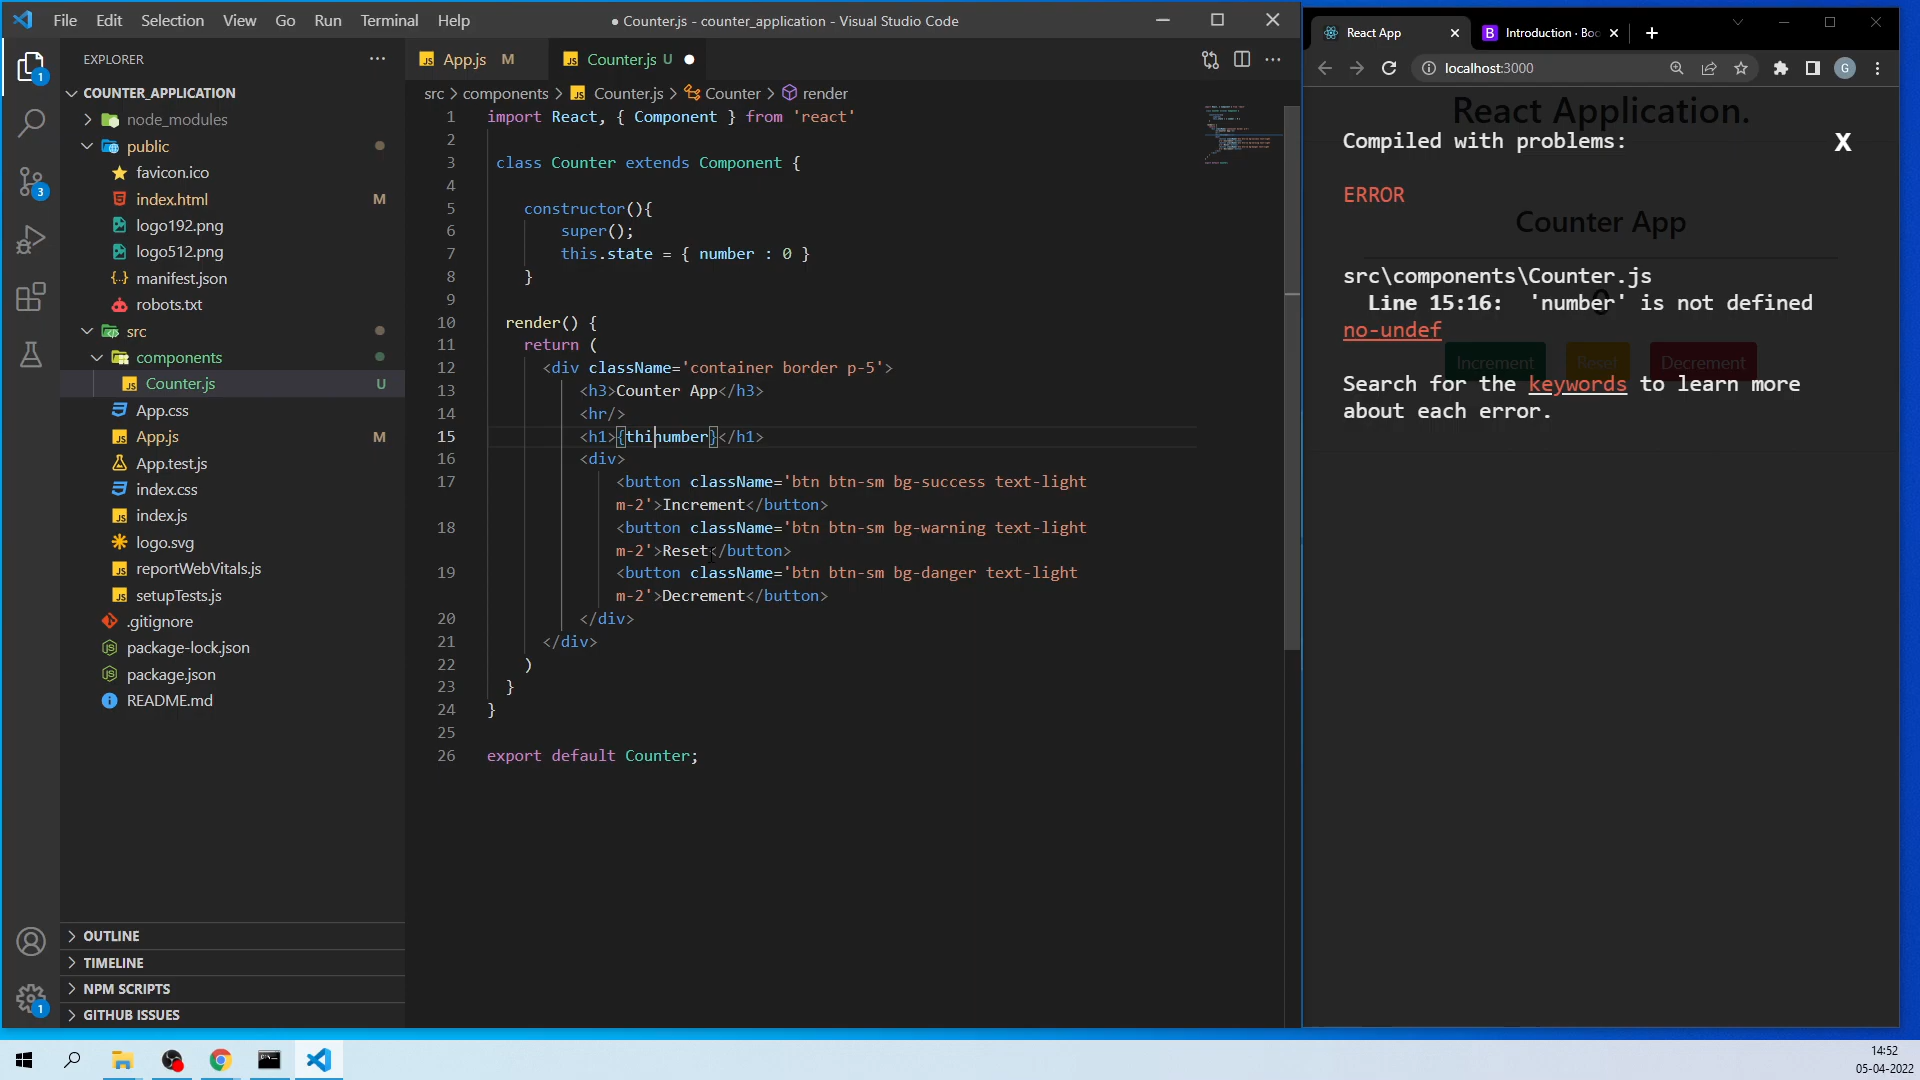 File Edit Selection View Go Run Terminal Help
● Counter.js - counter_application - Visual Studio Code
EXPLORER
COUNTER_APPLICATION
node_modules
public
favicon.ico
index.html M
logo192.png
logo512.png
manifest.json
robots.txt
src
components
Counter.js U
App.css
App.js M
App.test.js
index.css
index.js
logo.svg
reportWebVitals.js
setupTests.js
.gitignore
package-lock.json
package.json
README.md
OUTLINE
TIMELINE
NPM SCRIPTS
GITHUB ISSUES
1
3
1
App.js M
Counter.js U
src > components > Counter.js > Counter > render
1 import React, { Component } from 'react'
2
3 class Counter extends Component {
4
5 constructor(){
6 super();
7 this.state = { number : 0 }
8 }
9
10 render() {
11 return (
12 <div className='container border p-5'>
13 <h3>Counter App</h3>
14 <hr/>
15 <h1>{thinumber}</h1>
16 <div>
17 <button className='btn btn-sm bg-success text-light
m-2'>Increment</button>
18 <button className='btn btn-sm bg-warning text-light
m-2'>Reset</button>
19 <button className='btn btn-sm bg-danger text-light
m-2'>Decrement</button>
20 </div>
21 </div>
22 )
23 }
24 }
25
26 export default Counter;
React App
Introduction · Boo
localhost:3000
G
React Application.
Compiled with problems:
X
ERROR
Counter App
src\components\Counter.js
Line 15:16: 'number' is not defined
0
no-undef
Increment Reset Decrement
Search for the keywords to learn more
about each error.
14:52
05-04-2022